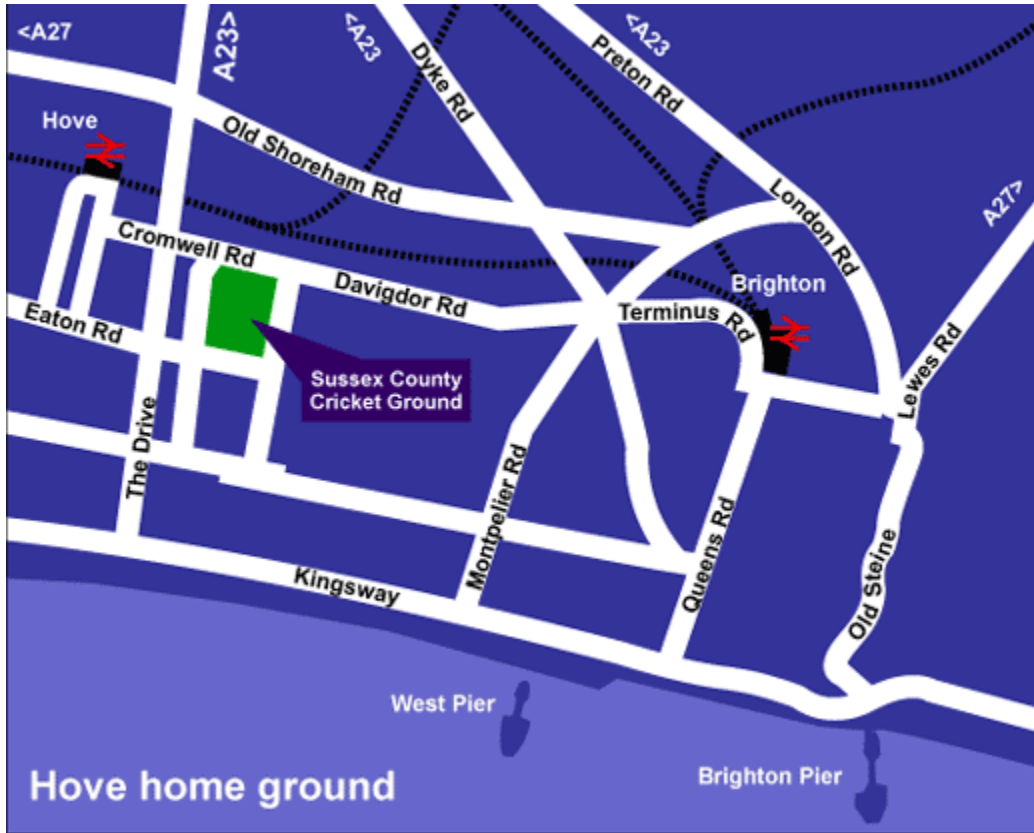 <A27
A23>
<A23
<A23
Dyke Rd
Preton Rd
Hove
Old Shoreham Rd
London Rd
A27>
Cromwell Rd
Davigdor Rd
Brighton
Terminus Rd
Eaton Rd
Sussex County
Cricket Ground
Lewes Rd
The Drive
Montpelier Rd
Queens Rd
Old Steine
Kingsway
West Pier
Brighton Pier
Hove home ground